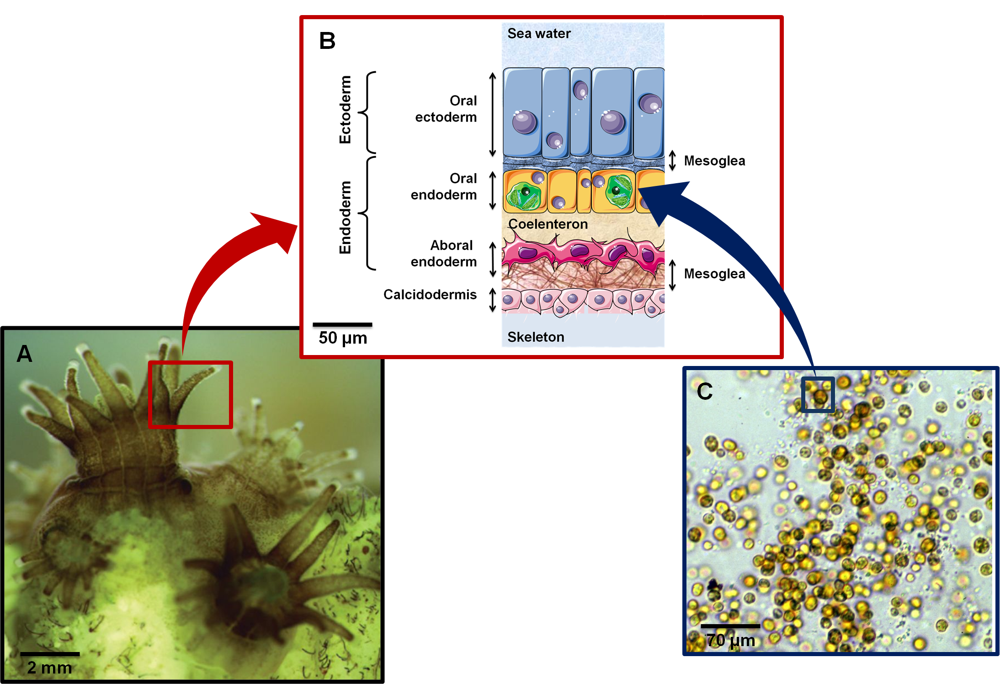 B
Sea water
Ectoderm
Oral
ectoderm
Mesoglea
Endoderm
Oral
endoderm
Coelenteron
Aboral
endoderm
Mesoglea
Calcidodermis
50 µm
Skeleton
A
2 mm
C
70 µm